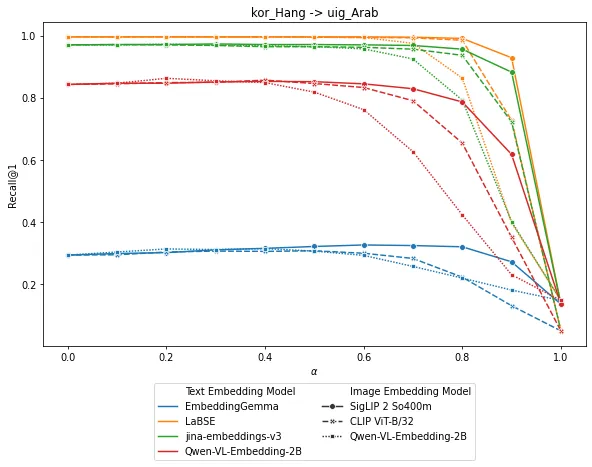 kor_Hang -> uig_Arab
Recall@1
1.0
0.8
0.6
0.4
0.2
0.0 0.2 0.4 0.6 0.8 1.0
α
Text Embedding Model
EmbeddingGemma
LaBSE
jina-embeddings-v3
Qwen-VL-Embedding-2B
Image Embedding Model
SigLIP 2 So400m
CLIP ViT-B/32
Qwen-VL-Embedding-2B